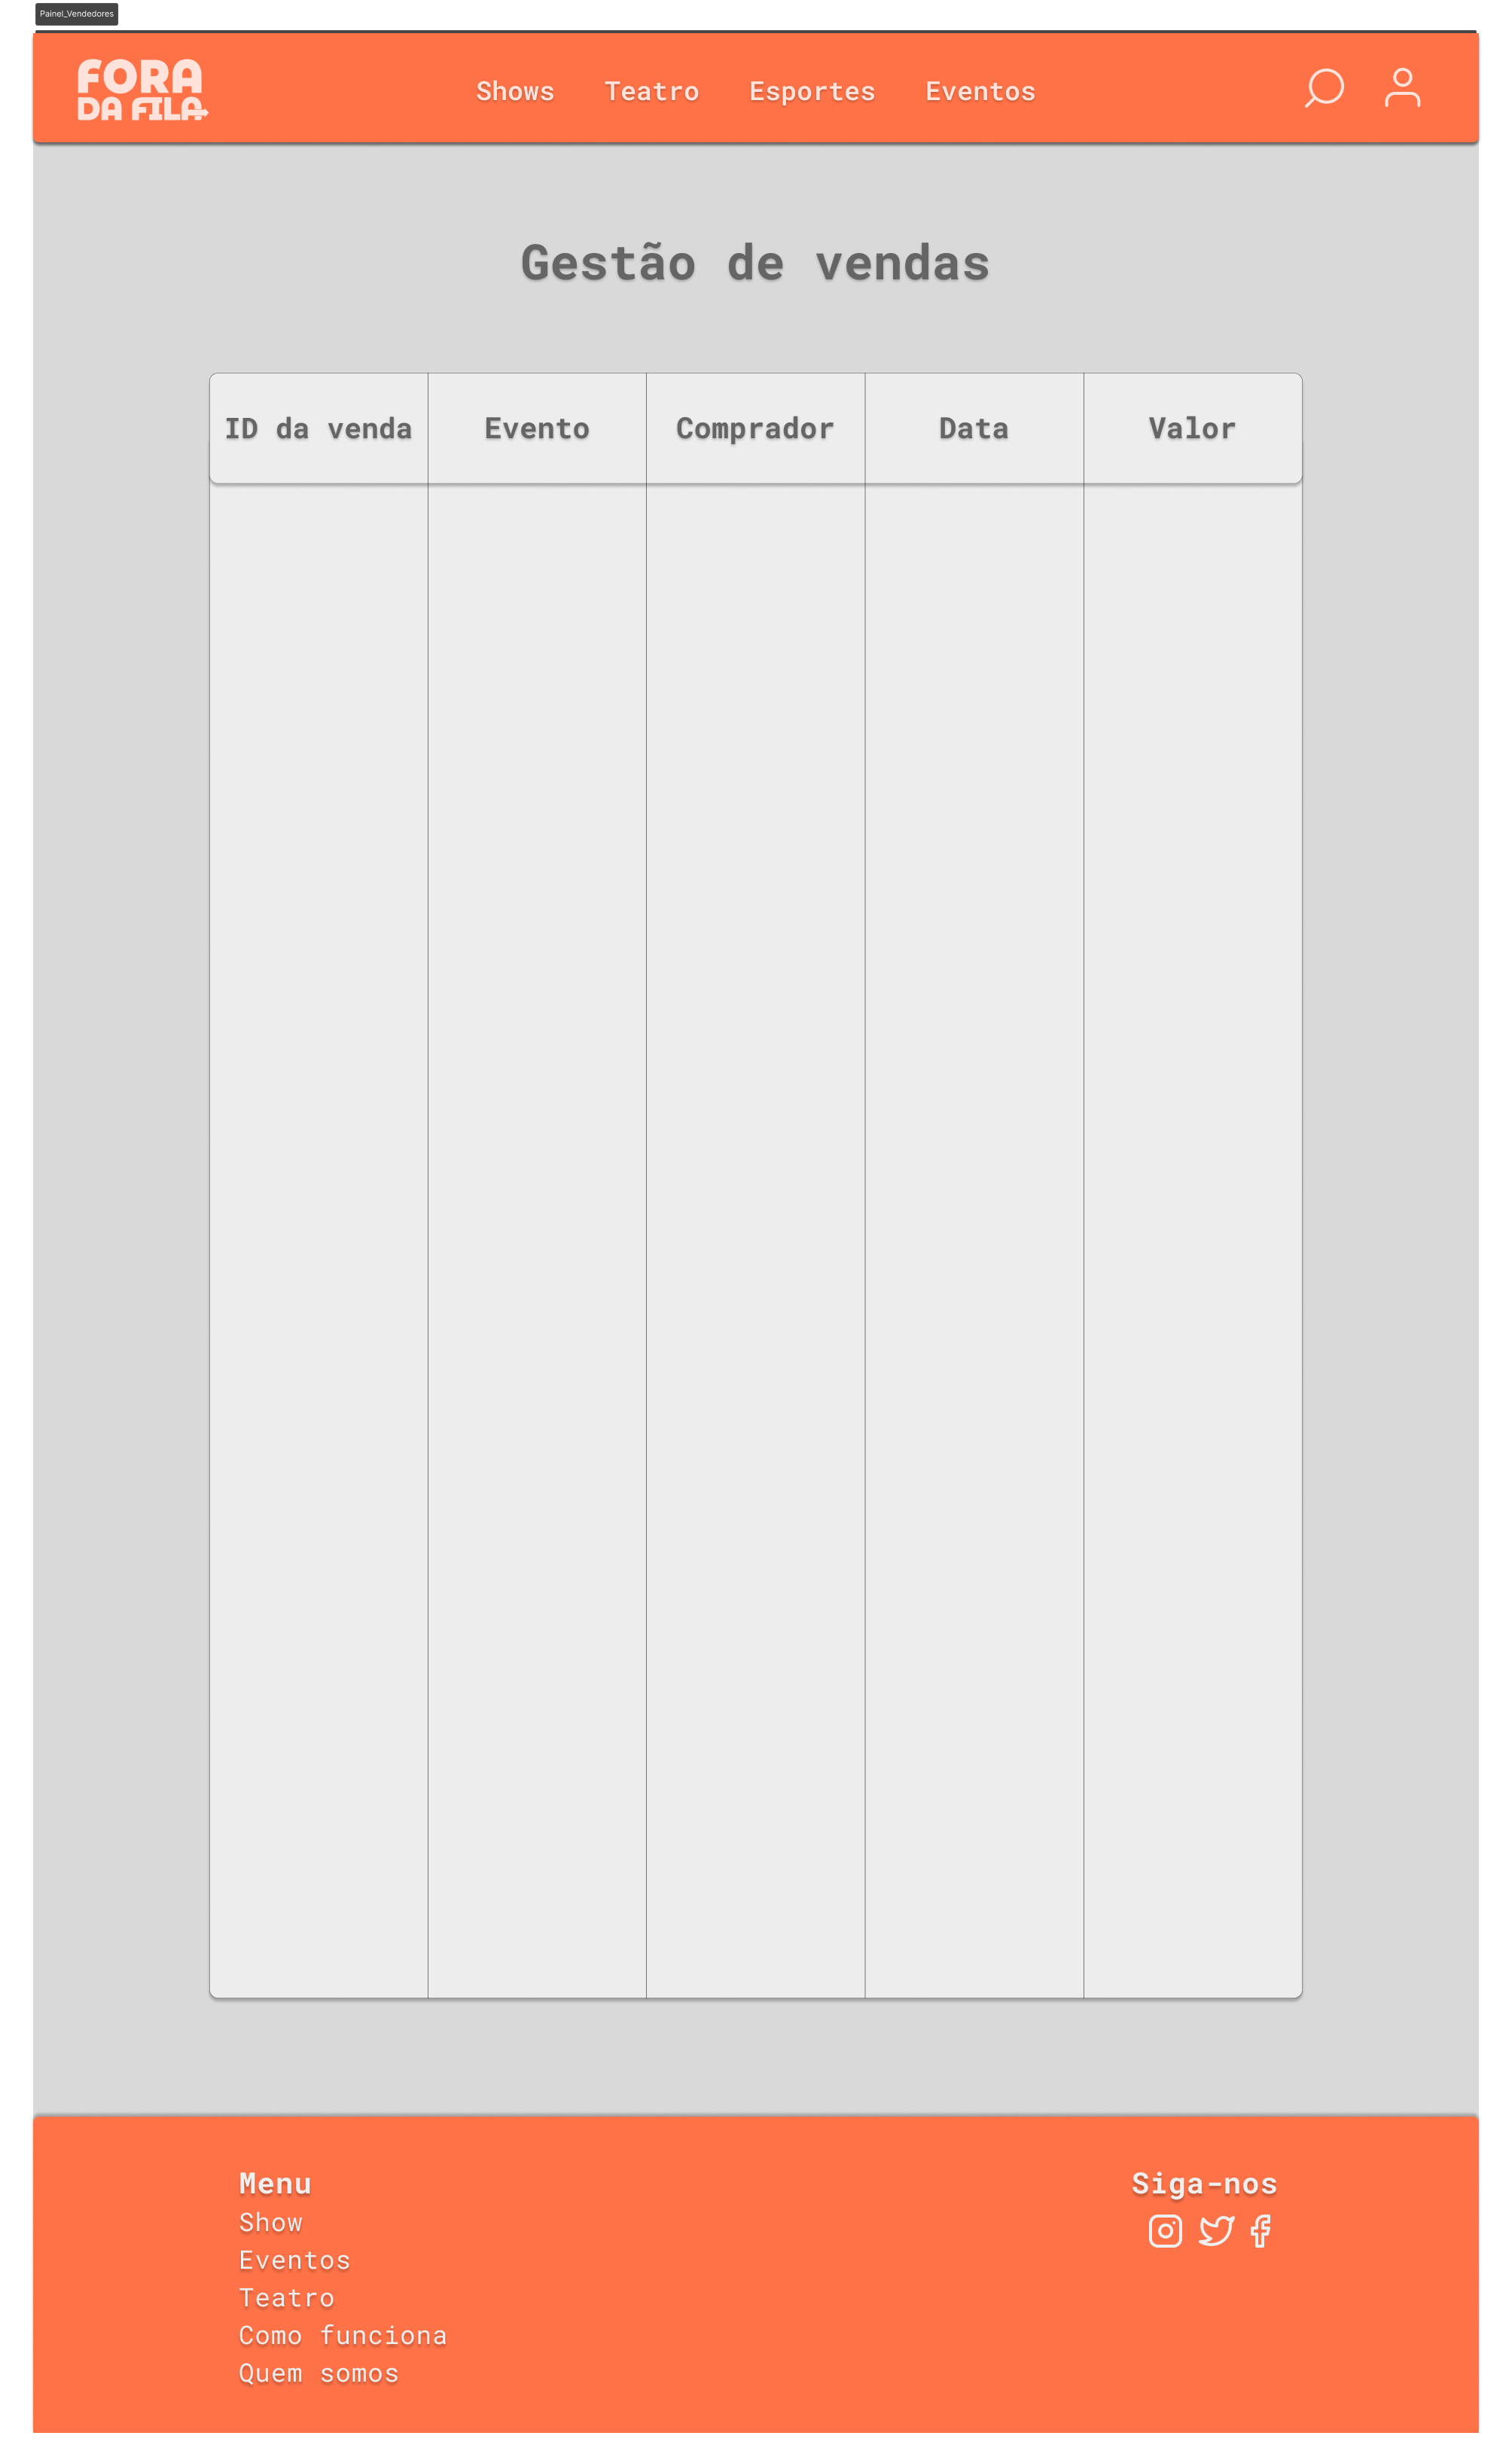 Painel_Vendedores
FORA
DA FILA
Shows Teatro Esportes Eventos
Gestão de vendas
ID da venda Evento Comprador Data Valor
Menu
Show
Eventos
Teatro
Como funciona
Quem somos
Siga-nos